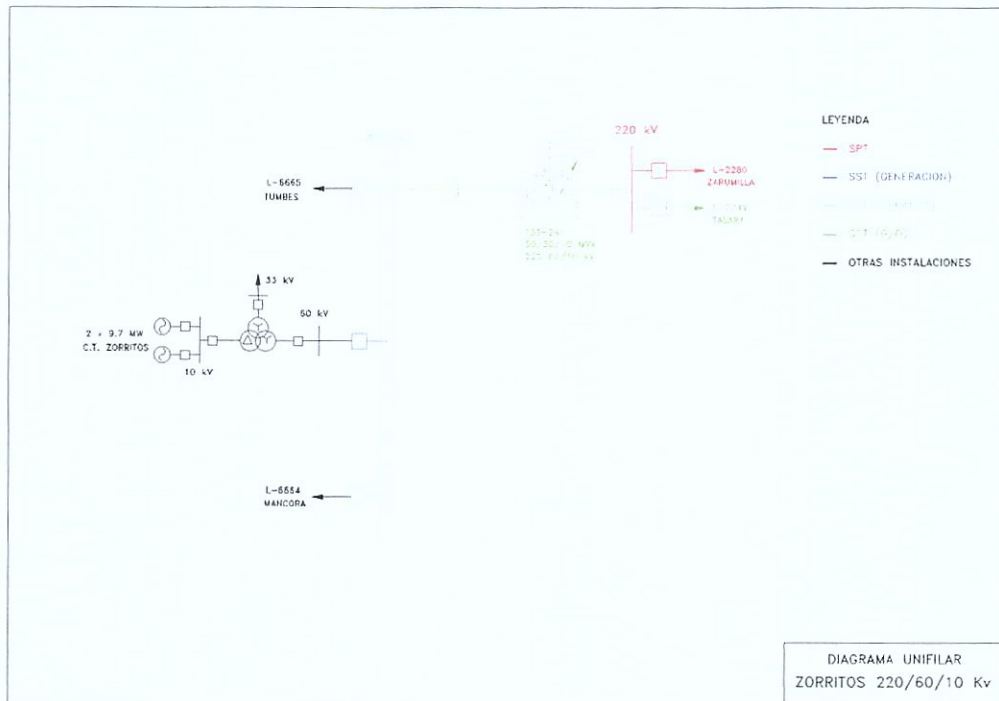 220 kV
LEYENDA
SPT
L-2280
ZARUMILLA
SST (GENERACION)
L-6665
TUMBES
TALARA
OTRAS INSTALACIONES
33 kV
60 kV
2 x 9.7 MW
C.T. ZORRITOS
10 kV
L-6664
MANCORA
DIAGRAMA UNIFILAR
ZORRITOS 220/60/10 Kv